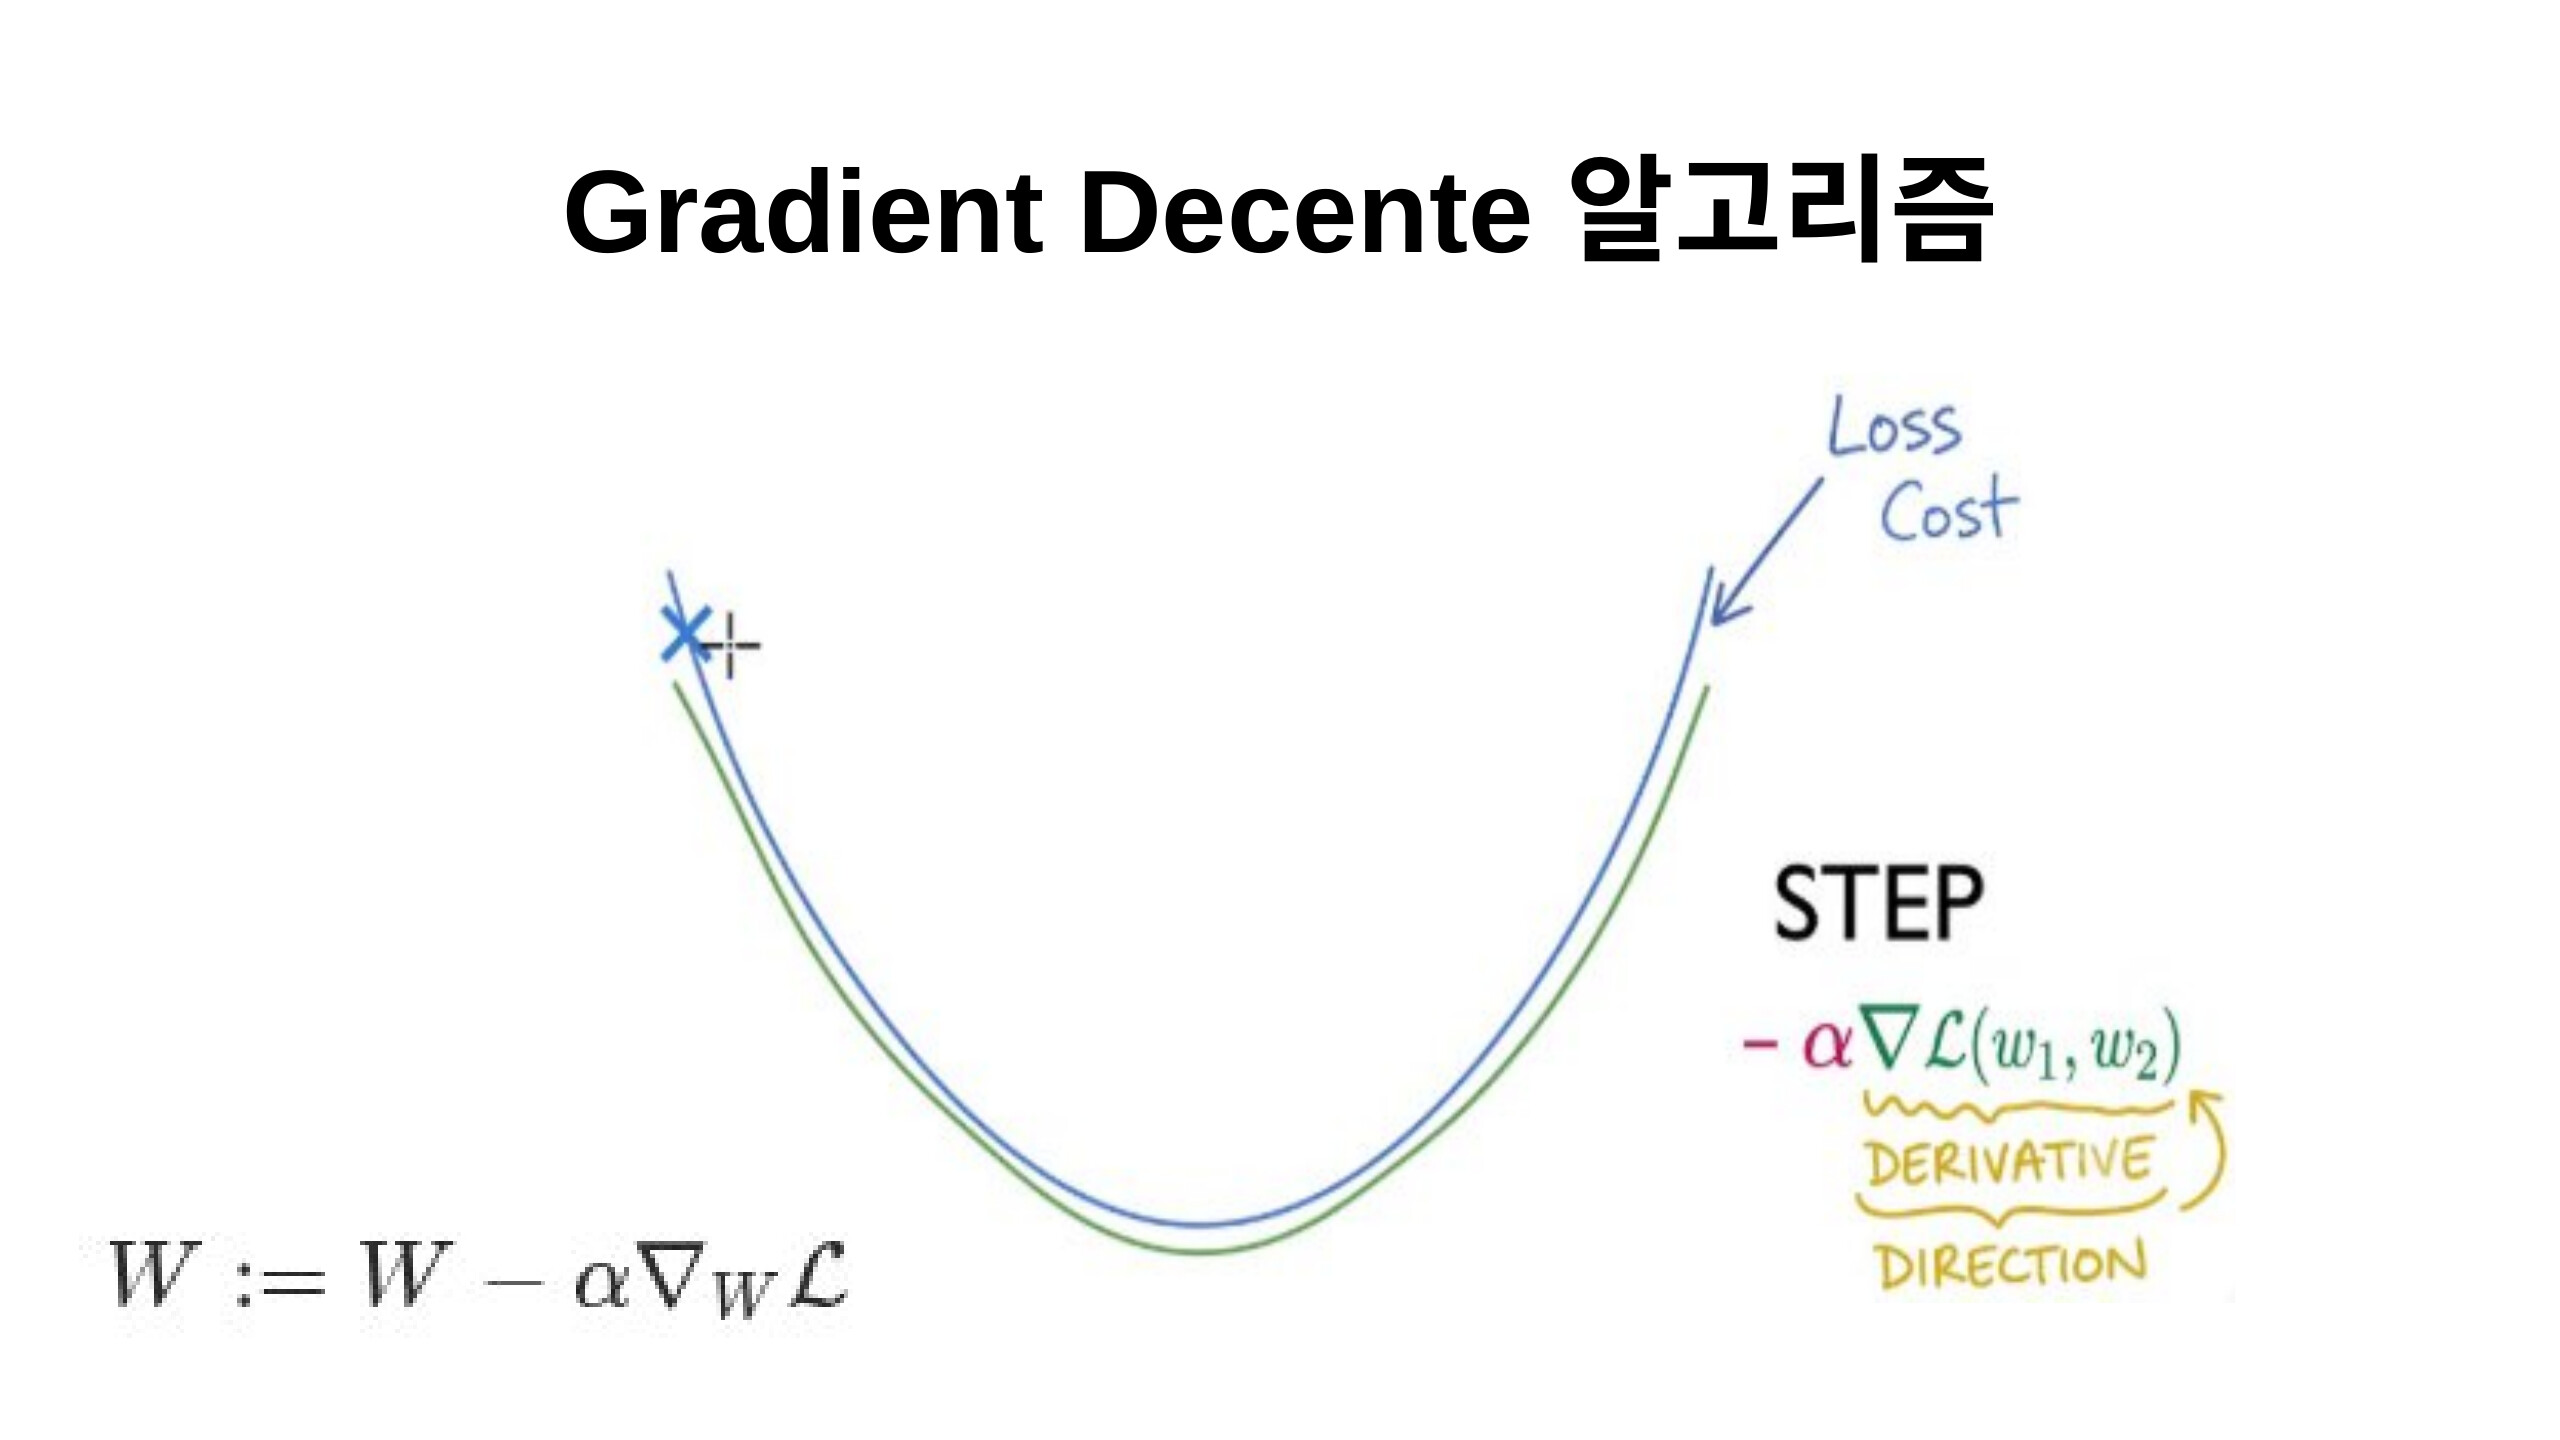 Gradient Decente 알고리즘
Loss
Cost
STEP
− α∇ℒ(w₁, w₂)
DERIVATIVE
DIRECTION
W := W − α∇_W ℒ